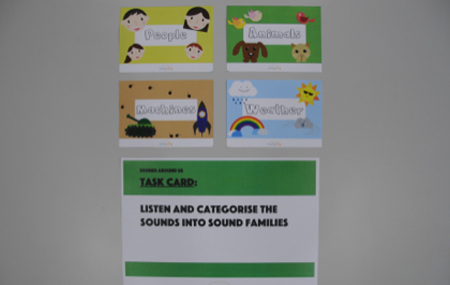 People
Animals
Machines
Weather
SOUNDS AROUND US
TASK CARD:
LISTEN AND CATEGORISE THE
SOUNDS INTO SOUND FAMILIES